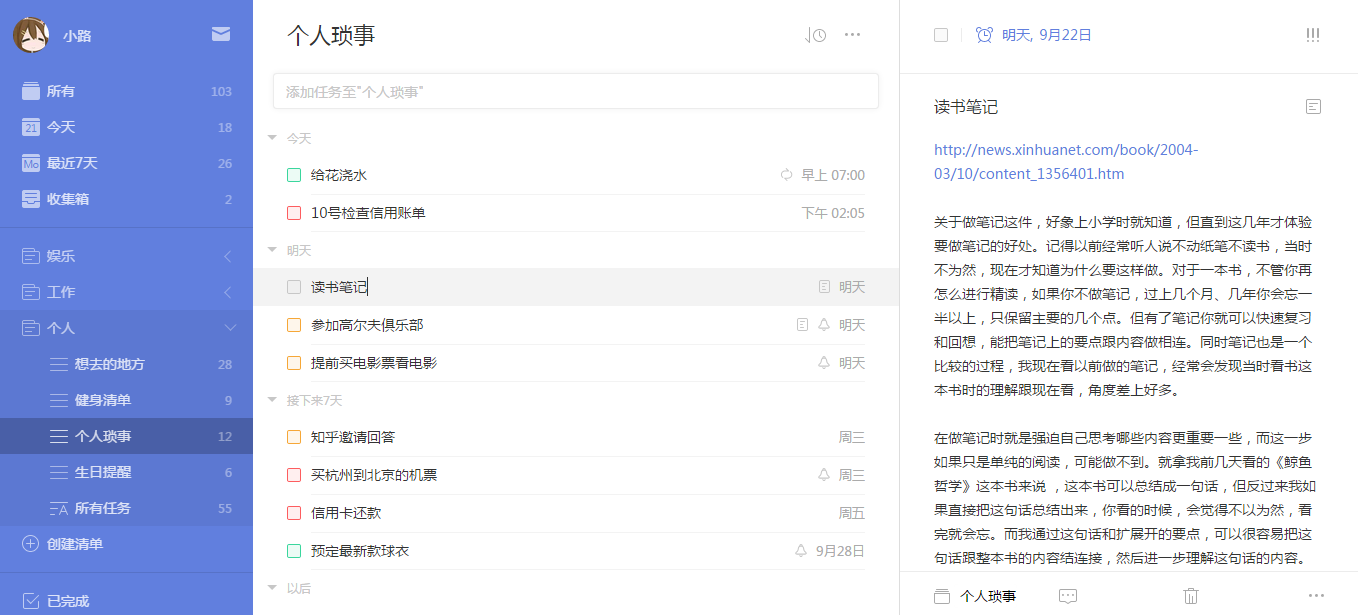 小路
所有 103
21 今天 18
Mo 最近7天 26
收集箱 2
娱乐
工作
个人
想去的地方 28
健身清单 9
个人琐事 12
生日提醒 6
所有任务 55
创建清单
已完成
个人琐事
添加任务至"个人琐事"
今天
给花浇水 早上 07:00
10号检查信用账单 下午 02:05
明天
读书笔记 明天
参加高尔夫俱乐部 明天
提前买电影票看电影 明天
接下来7天
知乎邀请回答 周三
买杭州到北京的机票 周三
信用卡还款 周五
预定最新款球衣 9月28日
以后
明天, 9月22日
!!!
读书笔记
http://news.xinhuanet.com/book/2004-
03/10/content_1356401.htm
关于做笔记这件，好象上小学时就知道，但直到这几年才体验
要做笔记的好处。记得以前经常听人说不动纸笔不读书，当时
不为然，现在才知道为什么要这样做。对于一本书，不管你再
怎么进行精读，如果你不做笔记，过上几个月、几年你会忘一
半以上，只保留主要的几个点。但有了笔记你就可以快速复习
和回想，能把笔记上的要点跟内容做相连。同时笔记也是一个
比较的过程，我现在看以前做的笔记，经常会发现当时看书这
本书时的理解跟现在看，角度差上好多。
在做笔记时就是强迫自己思考哪些内容更重要一些，而这一步
如果只是单纯的阅读，可能做不到。就拿我前几天看的《鲸鱼
哲学》这本书来说 ，这本书可以总结成一句话，但反过来我如
果直接把这句话总结出来，你看的时候，会觉得不以为然，看
完就会忘。而我通过这句话和扩展开的要点，可以很容易把这
句话跟整本书的内容结连接，然后进一步理解这句话的内容。
个人琐事